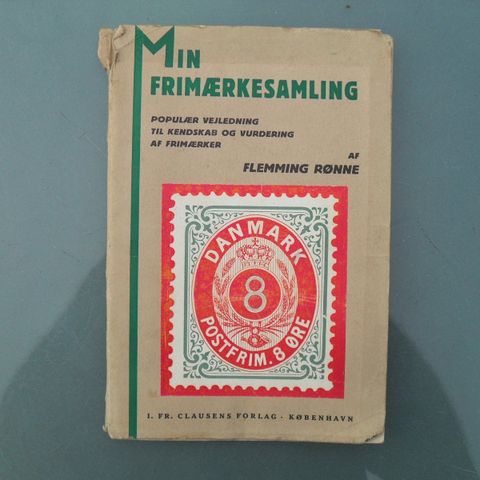 MIN
FRIMÆRKESAMLING
POPULÆR VEJLEDNING
TIL KENDSKAB OG VURDERING
AF FRIMÆRKER
AF
FLEMMING RØNNE
DANMARK
8
POSTFRIM. 8 ØRE
I. FR. CLAUSENS FORLAG · KØBENHAVN